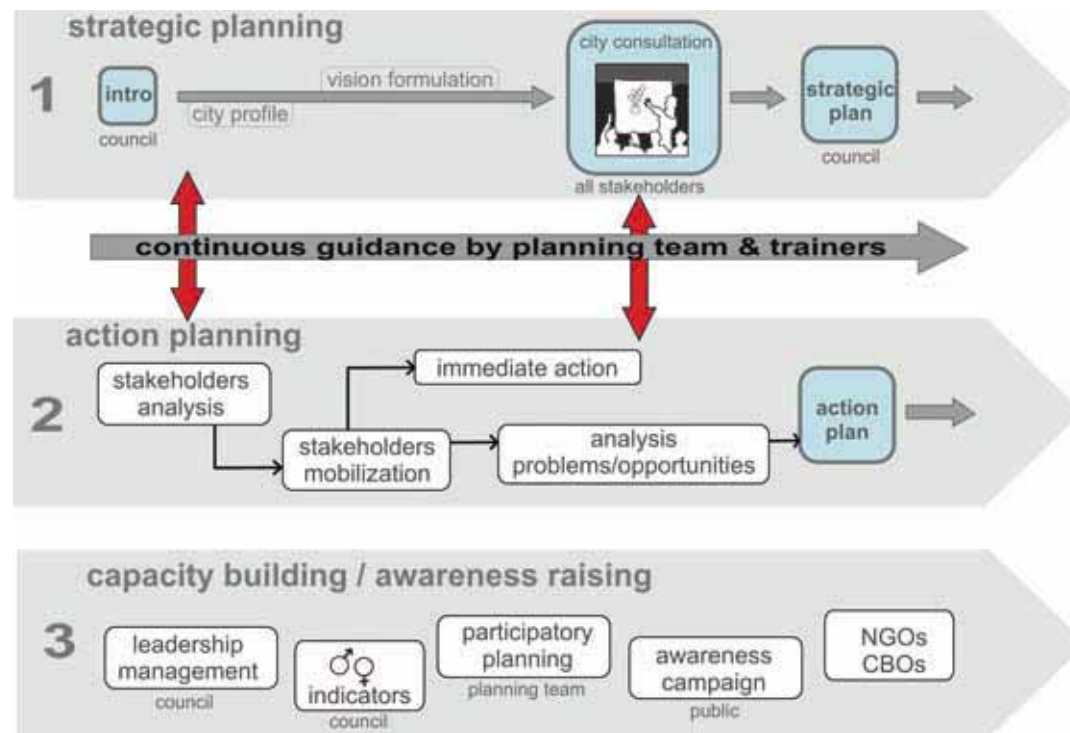 strategic planning
1
intro
council
city profile
vision formulation
city consultation
all stakeholders
strategic
plan
council
continuous guidance by planning team & trainers
action planning
2
stakeholders
analysis
stakeholders
mobilization
immediate action
analysis
problems/opportunities
action
plan
capacity building / awareness raising
3
leadership
management
council
♂♀
indicators
council
participatory
planning
planning team
awareness
campaign
public
NGOs
CBOs